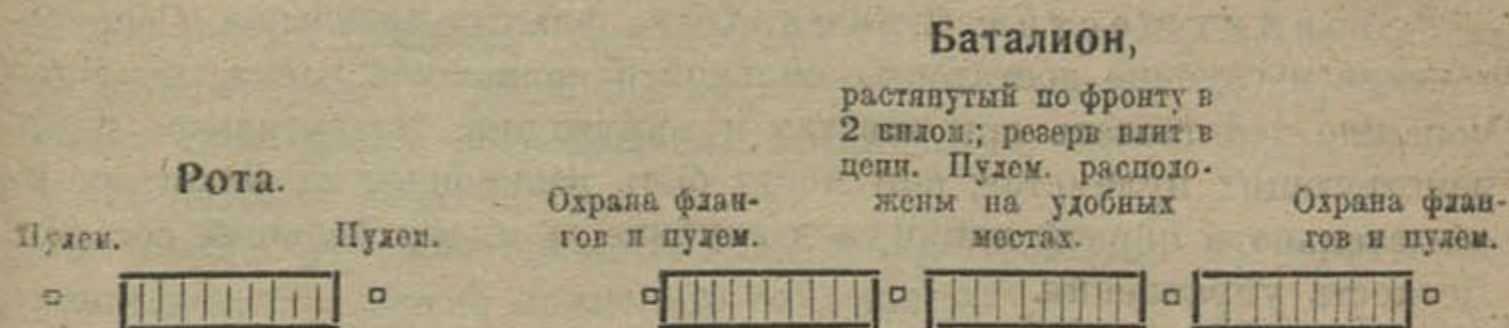 Баталион,
растянутый по фронту в
2 килом.; резерв влит в
цепи. Пулем. располо-
жены на удобных
местах.
Рота.
Пулем.
Пулем.
Охрана флан-
гов и пулем.
Охрана флан-
гов и пулем.